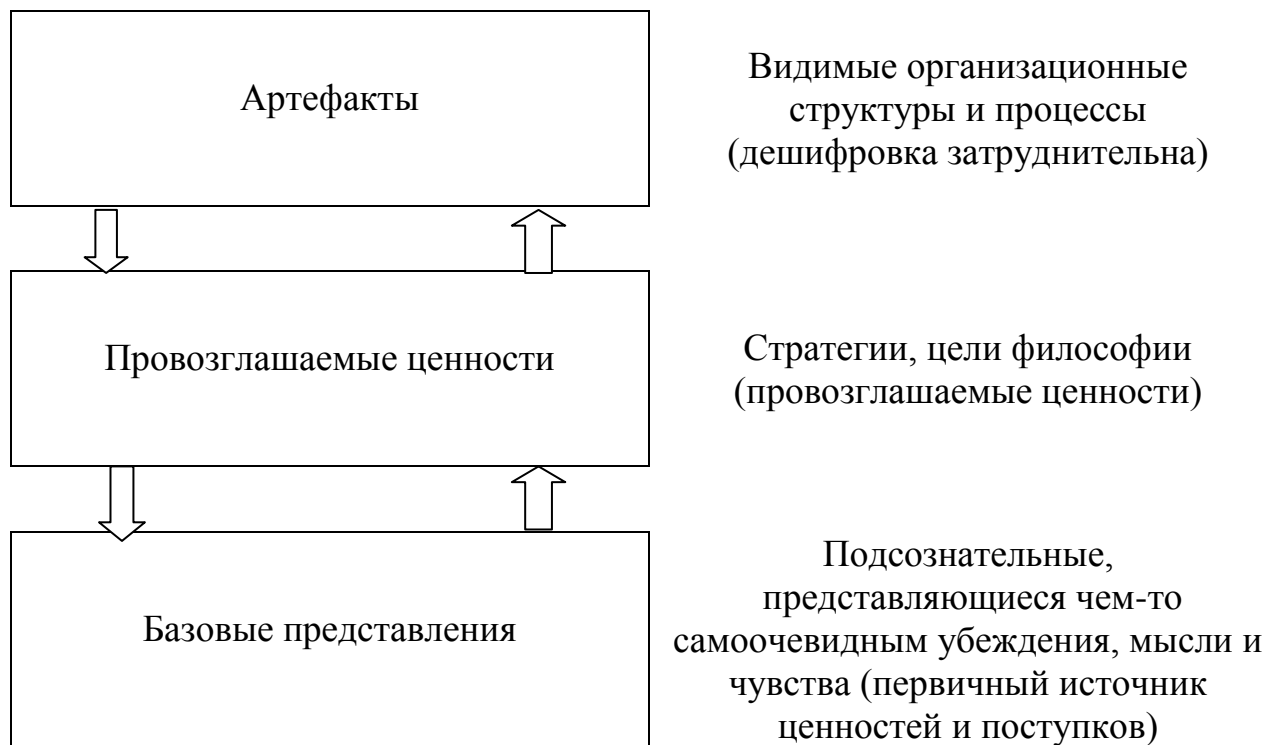 Артефакты
Видимые организационные
структуры и процессы
(дешифровка затруднительна)
Провозглашаемые ценности
Стратегии, цели философии
(провозглашаемые ценности)
Базовые представления
Подсознательные,
представляющиеся чем-то
самоочевидным убеждения, мысли и
чувства (первичный источник
ценностей и поступков)